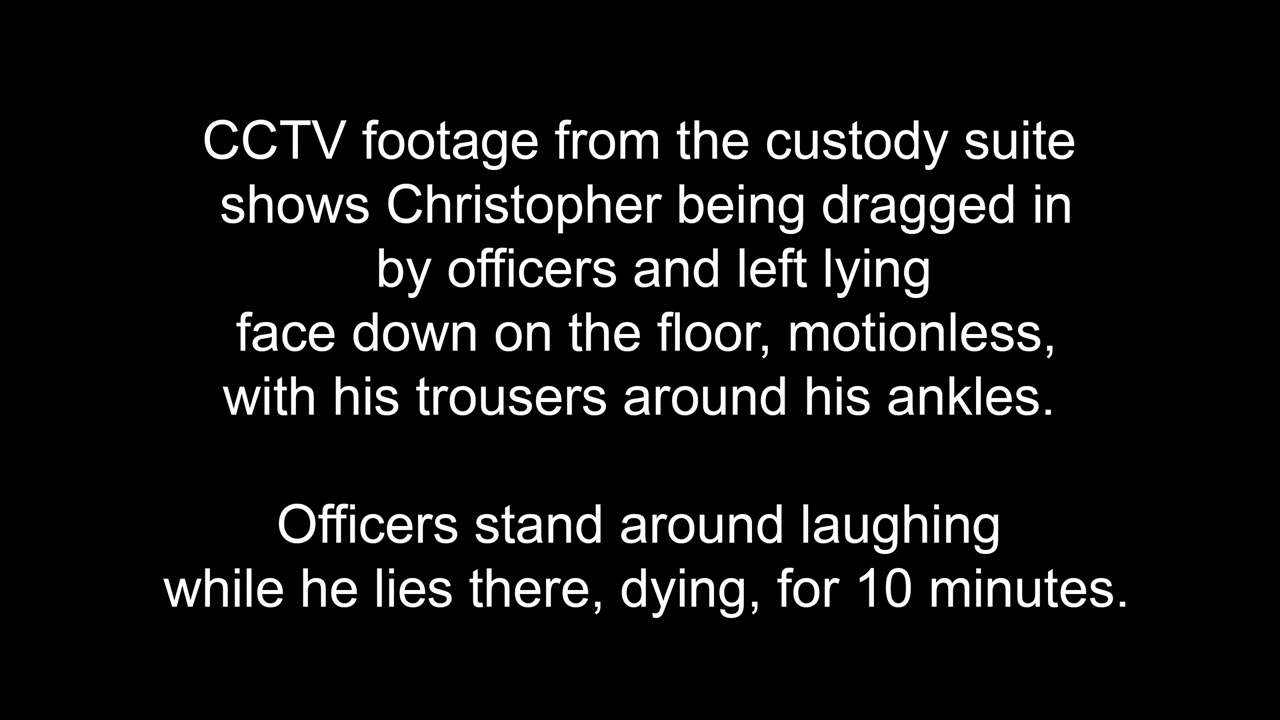 CCTV footage from the custody suite
shows Christopher being dragged in
by officers and left lying
face down on the floor, motionless,
with his trousers around his ankles.
Officers stand around laughing
while he lies there, dying, for 10 minutes.